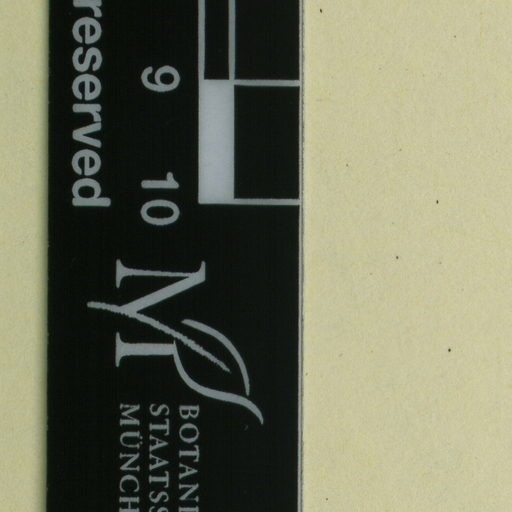 reserved
9 10
BOTANI
STAATSS
MÜNCH